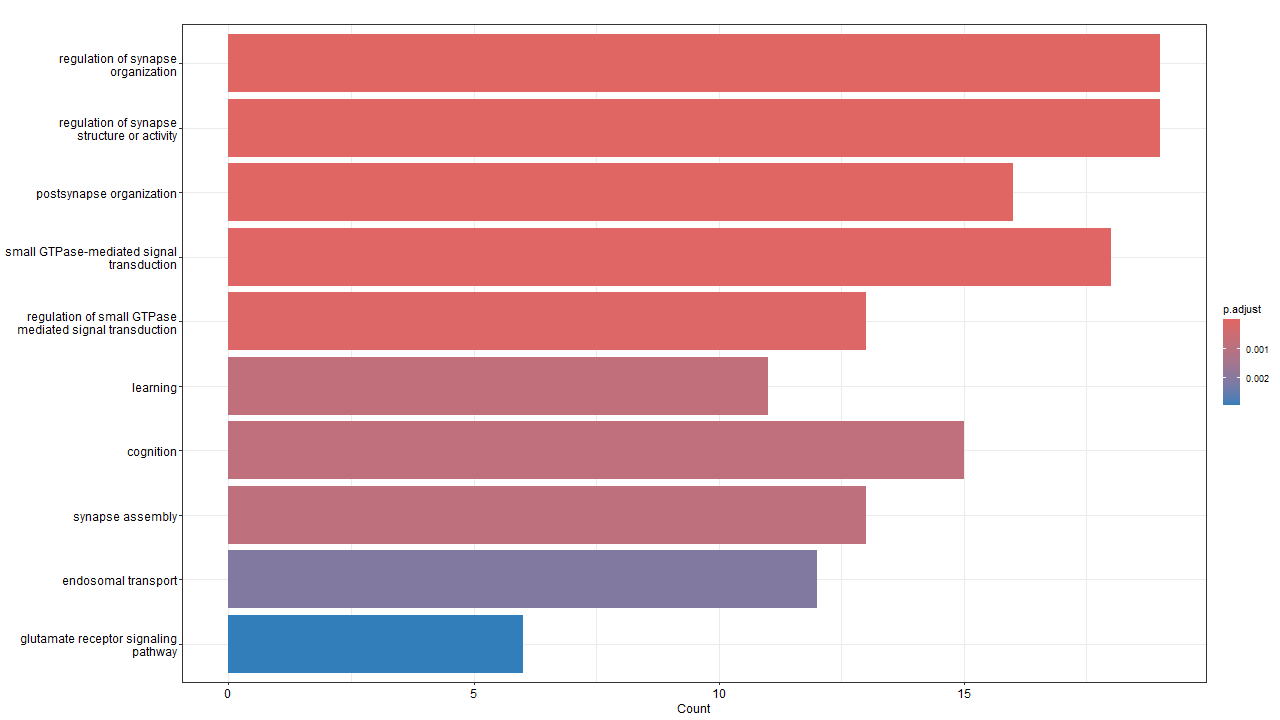 regulation of synapse
organization
regulation of synapse
structure or activity
postsynapse organization
small GTPase-mediated signal
transduction
regulation of small GTPase
mediated signal transduction
learning
cognition
synapse assembly
endosomal transport
glutamate receptor signaling
pathway
0
5
10
15
Count
p.adjust
0.001
0.002